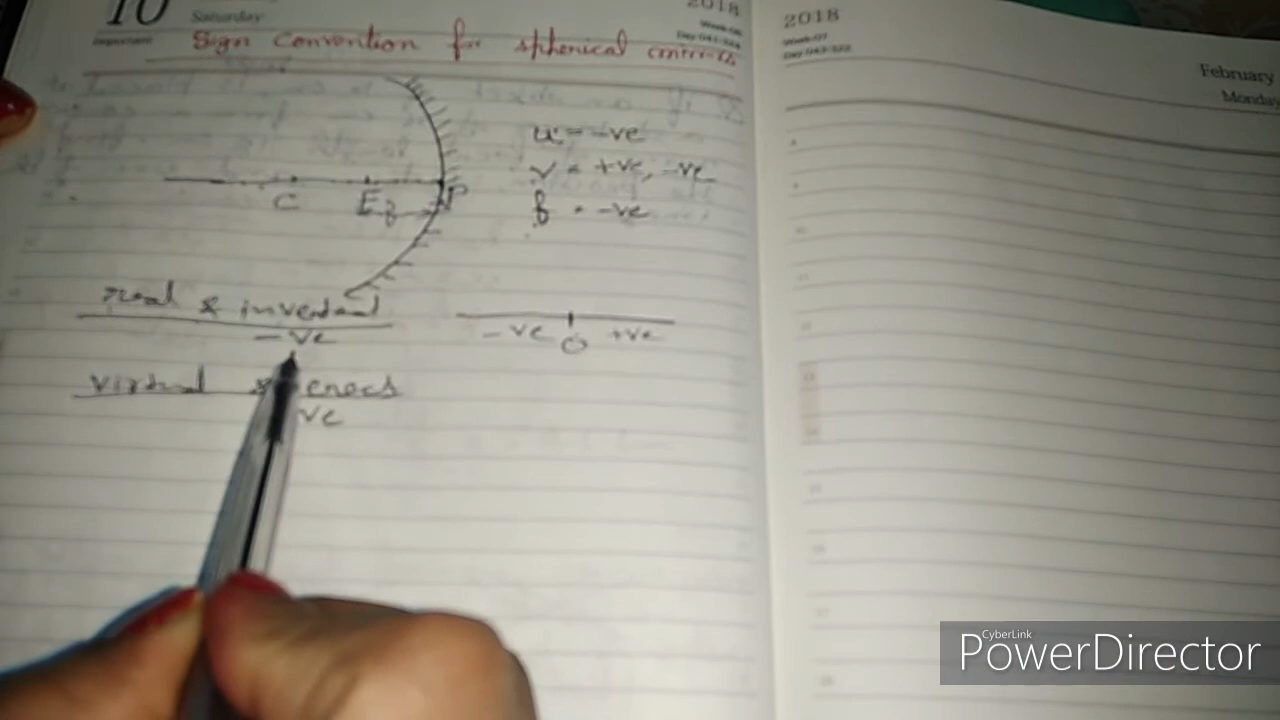 10 Saturday
2018
Sign Convention for spherical mirrors
u = -ve
v = +ve, -ve
f = -ve
C F f P
real & inverted
-ve
-ve O +ve
virtual & erect
ve
2018
February
Monday
CyberLink
PowerDirector